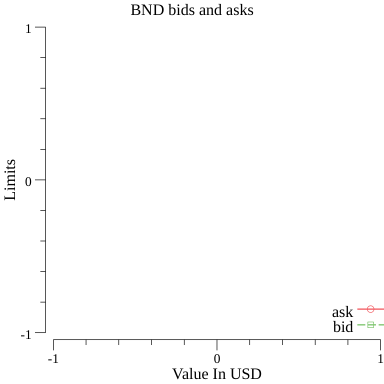 BND bids and asks
1
0
-1
Limits
ask
bid
-1 0 1
Value In USD